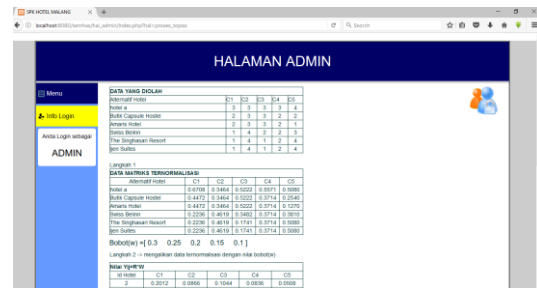 SPK HOTEL MALANG
localhost:8080/semhas/hal_admin/index.php?hal=proses_topsis
Search
HALAMAN ADMIN
Menu
Info Login
Anda Login sebagai
ADMIN
DATA YANG DIOLAH
Alternatif Hotel C1 C2 C3 C4 C5
hotel a 3 3 3 3 4
Butik Capsule Hostel 2 3 3 2 2
Amaris Hotel 2 3 3 2 1
Swiss Belinn 1 4 2 2 3
The Singhasari Resort 1 4 1 2 4
Ijen Suites 1 4 1 2 4
Langkah 1
DATA MATRIKS TERNORMALISASI
Alternatif Hotel C1 C2 C3 C4 C5
hotel a 0.6708 0.3464 0.5222 0.5571 0.5080
Butik Capsule Hostel 0.4472 0.3464 0.5222 0.3714 0.2540
Amaris Hotel 0.4472 0.3464 0.5222 0.3714 0.1270
Swiss Belinn 0.2236 0.4619 0.3482 0.3714 0.3810
The Singhasari Resort 0.2236 0.4619 0.1741 0.3714 0.5080
Ijen Suites 0.2236 0.4619 0.1741 0.3714 0.5080
Bobot(w) =[ 0.3 0.25 0.2 0.15 0.1 ]
Langkah 2 -> mengalikan data ternormalisasi dengan nilai bobot(w)
Nilai Yij=R*W
Id Hotel C1 C2 C3 C4 C5
2 0.2012 0.0866 0.1044 0.0836 0.0508